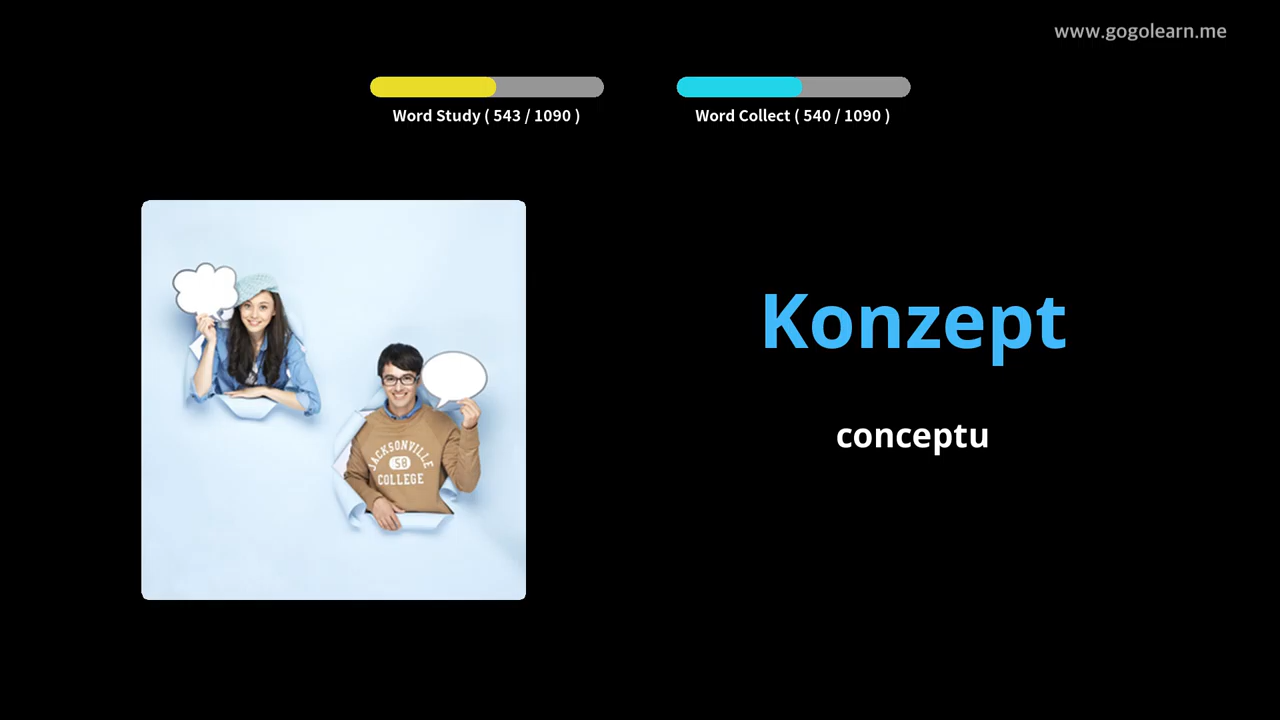 www.gogolearn.me
Word Study ( 543 / 1090 )
Word Collect ( 540 / 1090 )
Konzept
conceptu
JACKSONVILLE
58
COLLEGE